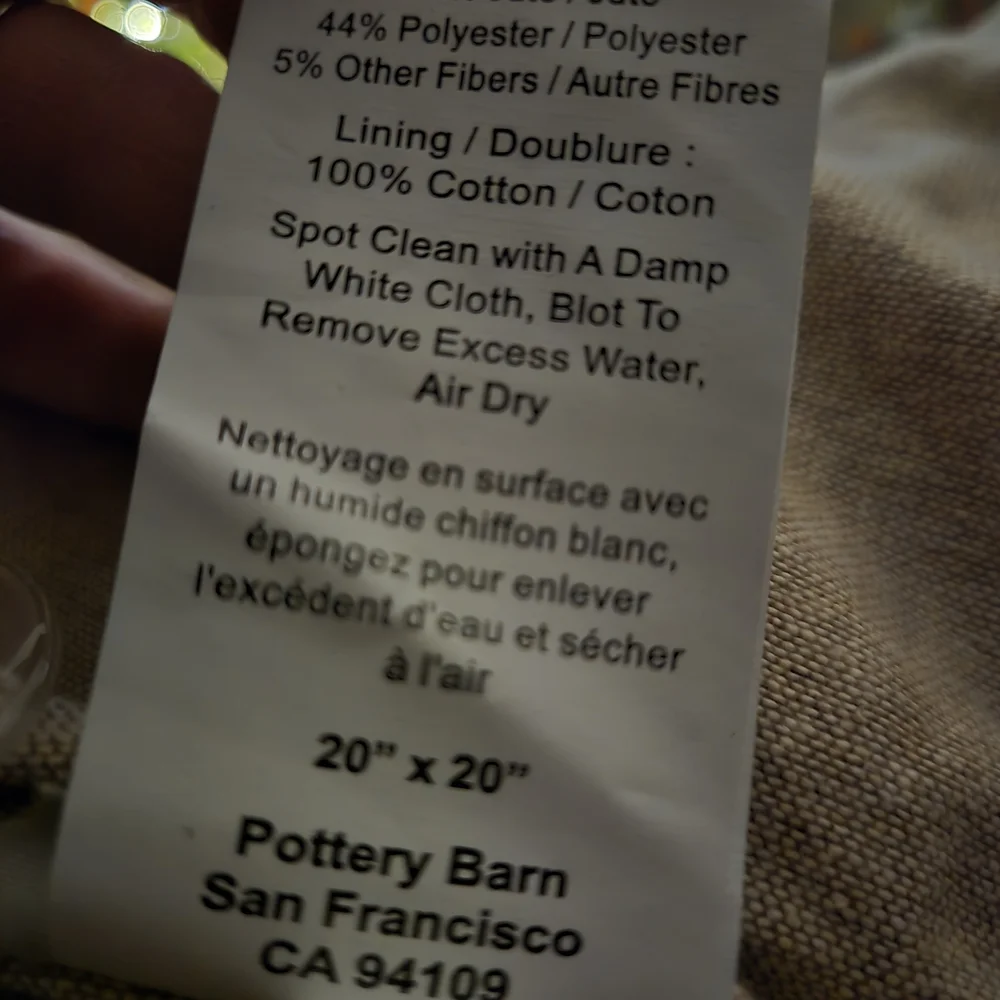 44% Polyester / Polyester
5% Other Fibers / Autre Fibres
Lining / Doublure :
100% Cotton / Coton
Spot Clean with A Damp
White Cloth, Blot To
Remove Excess Water,
Air Dry
Nettoyage en surface avec
un humide chiffon blanc,
épongez pour enlever
l'excédent d'eau et sécher
à l'air
20” x 20”
Pottery Barn
San Francisco
CA 94109